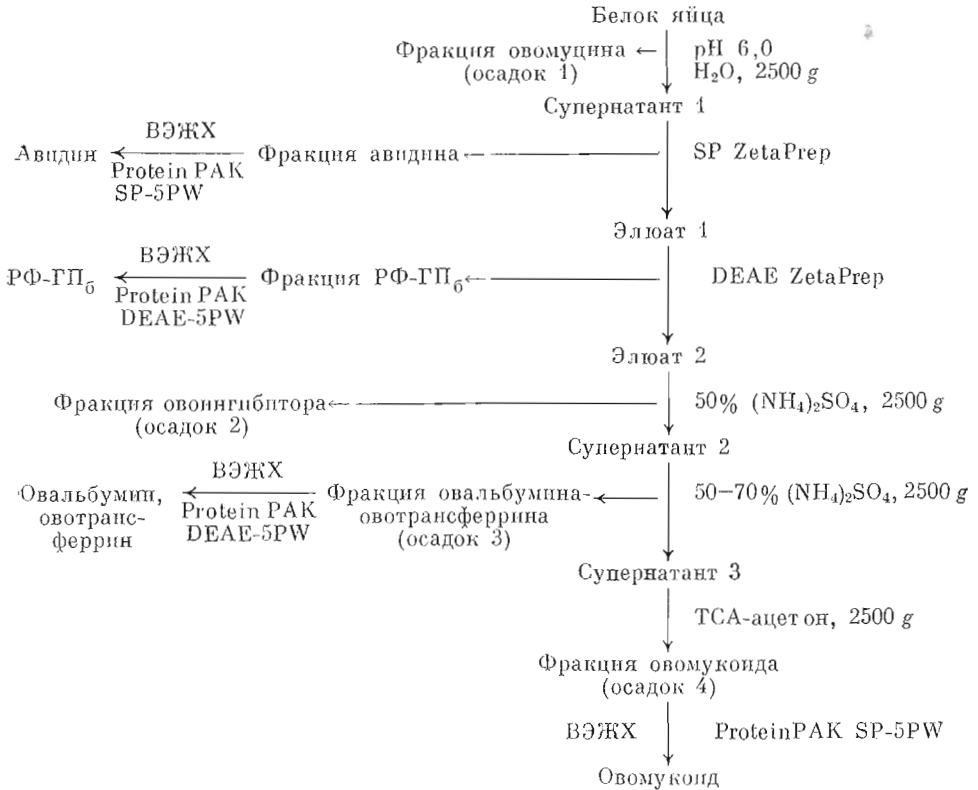 Белок яйца
Фракция овомуцина ← pH 6,0
(осадок 1) H₂O, 2500 g
Супернатант 1
ВЭЖХ
Авидин Фракция авидина SP ZetaPrep
Protein PAK
SP-5PW
Элюат 1
ВЭЖХ
РФ-ГПб Фракция РФ-ГПб DEAE ZetaPrep
Protein PAK
DEAE-5PW
Элюат 2
Фракция овоингибитора 50% (NH₄)₂SO₄, 2500 g
(осадок 2)
Супернатант 2
ВЭЖХ
Овальбумин, Фракция овальбумина- 50—70% (NH₄)₂SO₄, 2500 g
овотранс- Protein PAK овотрансферрина
феррин DEAE-5PW (осадок 3)
Супернатант 3
ТСА-ацетон, 2500 g
Фракция овомукоида
(осадок 4)
ВЭЖХ ProteinPAK SP-5PW
Овомукоид